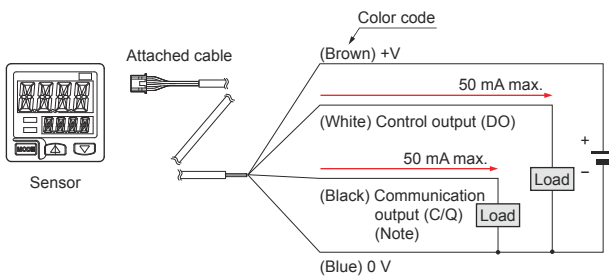 Color code
Attached cable
(Brown) +V
50 mA max.
(White) Control output (DO)
+
50 mA max.
Load
−
MODE
Sensor
(Black) Communication
output (C/Q)
(Note)
Load
(Blue) 0 V